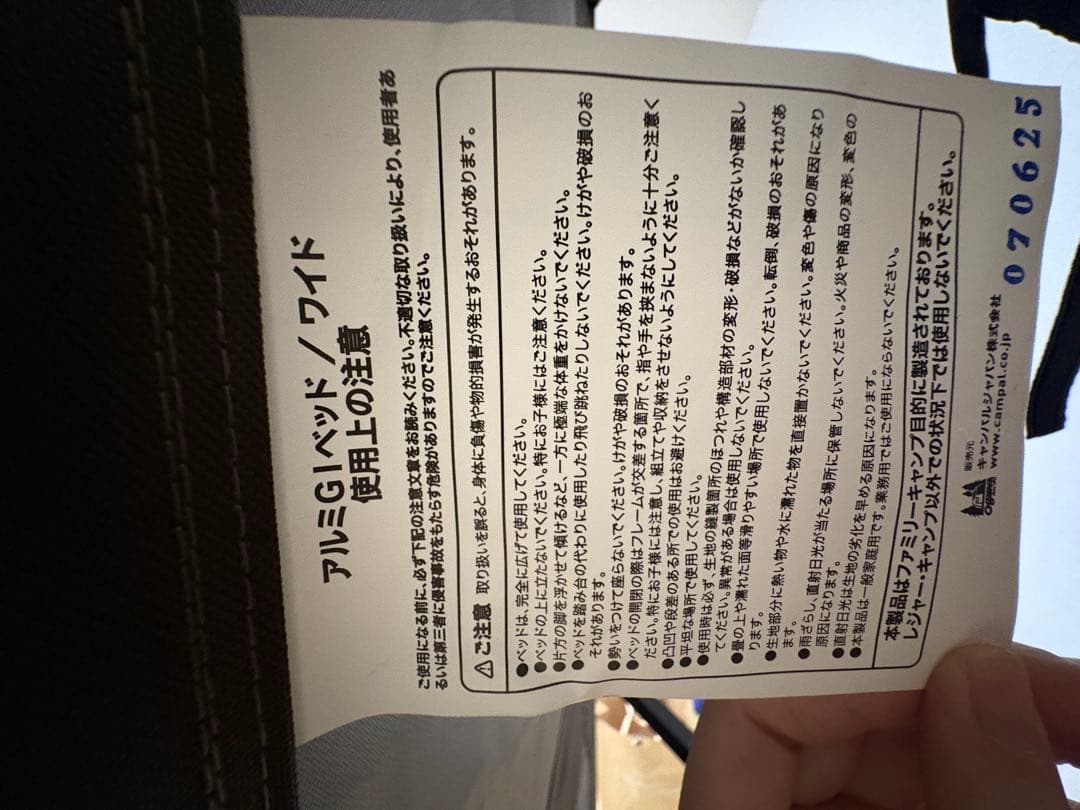 アルミGIベッド/ワイド
使用上の注意
ご使用になる前に、必ず下記の注意文章をお読みください。不適切な取り扱いにより、使用者あ
るいは第三者に侵害事故をもたらす危険がありますのでご注意ください。
⚠ご注意 取り扱いを誤ると、身体に負傷や物的損害が発生するおそれがあります。
●ベッドは、完全に広げて使用してください。
●ベッドの上に立たないでください。特にお子様にはご注意ください。
●片方の脚を浮かせて傾けるなど、一方に極端な体重をかけないでください。
●ベッドを踏み台の代わりに使用したり飛び跳ねたりしないでください。けがや破損のお
それがあります。
●勢いをつけて座らないでください。けがや破損のおそれがあります。
●ベッドの開閉の際はフレームが交差する箇所で、指や手を挟まないように十分ご注意く
ださい。特にお子様には注意し、組立てや収納をさせないようにしてください。
●凸凹や段差のある所での使用はお避けください。
●平坦な場所で使用してください。
●使用時は必ず、生地の縫製箇所のほつれや構造部材の変形・破損などがないか確認し
てください。異常がある場合は使用しないでください。
●畳の上や濡れた面等滑りやすい場所で使用しないでください。転倒、破損のおそれがあ
ります。
●生地部分に熱い物や水に濡れた物を直接置かないでください。変色や傷の原因になり
ます。
●雨ざらし、直射日光が当たる場所に保管しないでください。火災や商品の変形、変色の
原因になります。
●直射日光は生地の劣化を早める原因になります。
●本製品は一般家庭用です。業務用ではご使用にならないでください。
本製品はファミリーキャンプ目的に製造されております。
レジャー・キャンプ以外での状況下では使用しないでください。
ogawa
販売元
キャンパルジャパン株式会社
www.campal.co.jp
070625